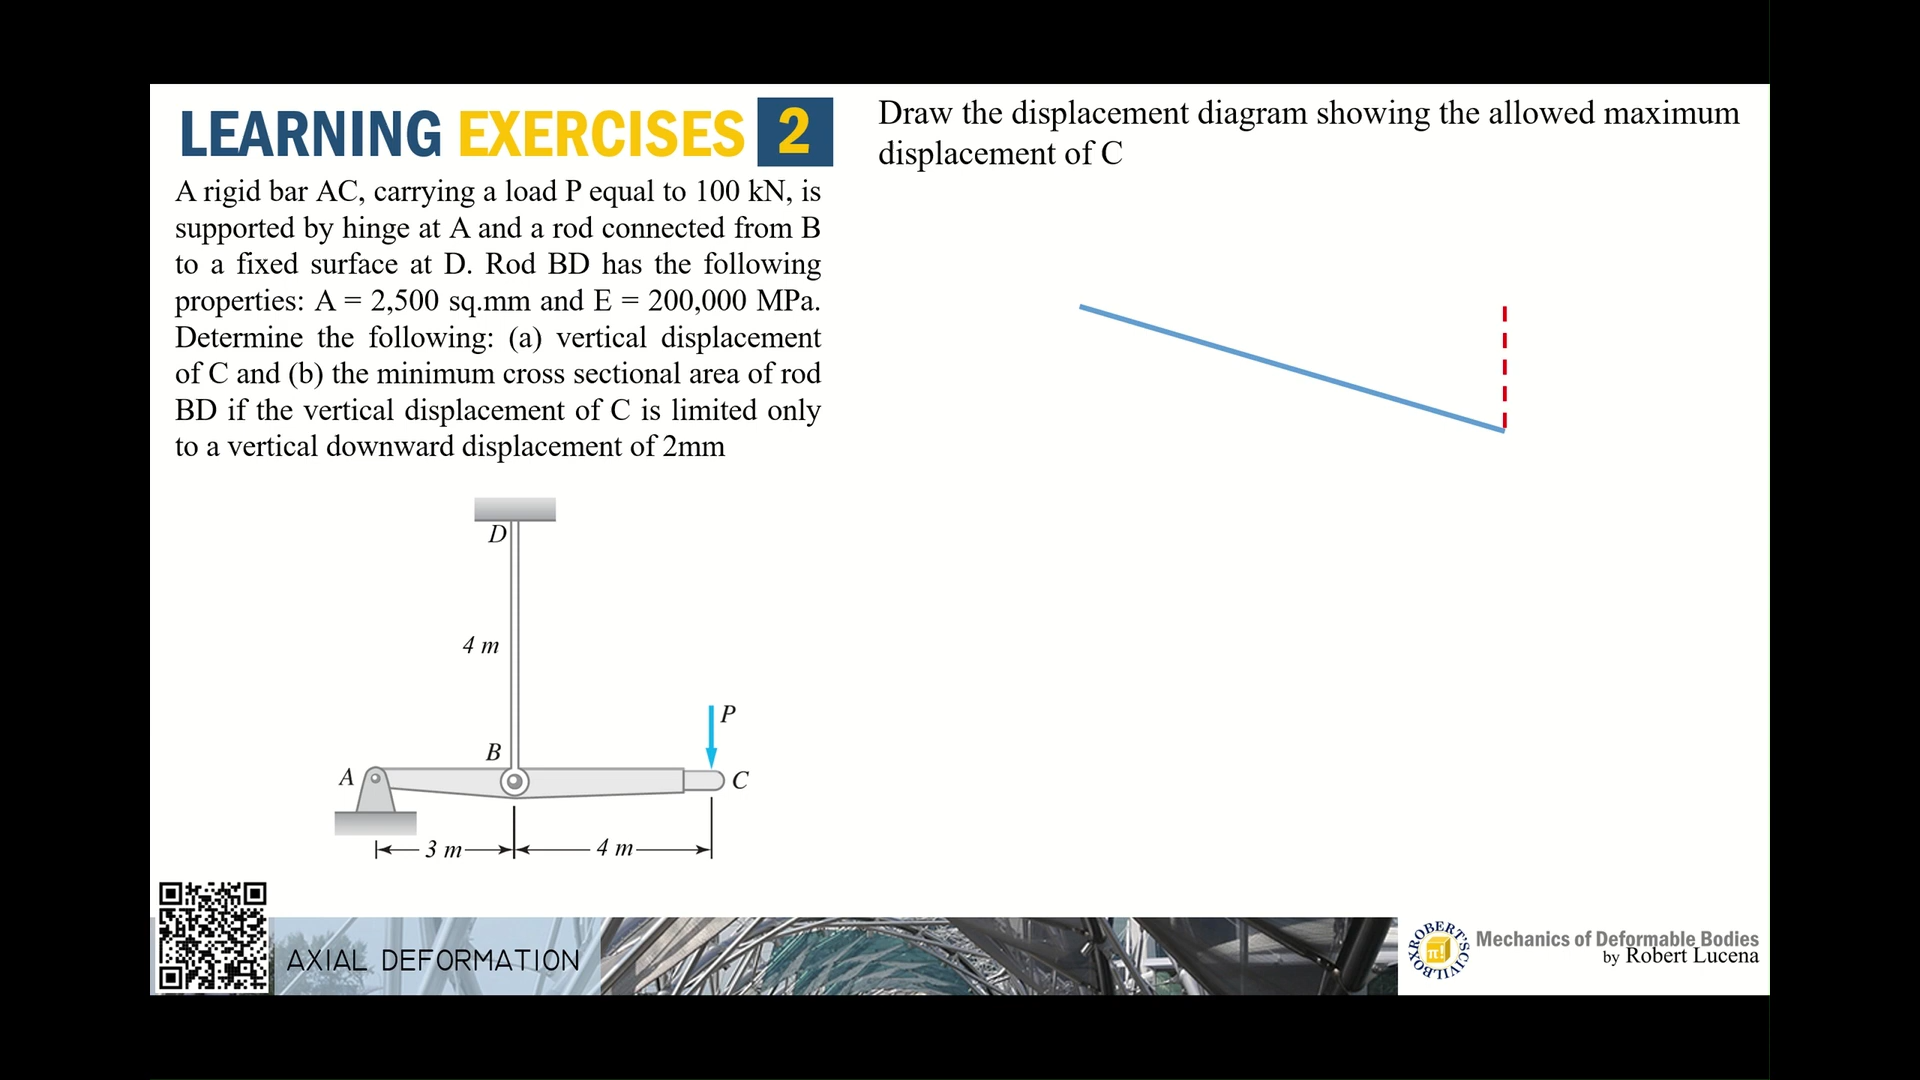 LEARNING EXERCISES 2
A rigid bar AC, carrying a load P equal to 100 kN, is
supported by hinge at A and a rod connected from B
to a fixed surface at D. Rod BD has the following
properties: A = 2,500 sq.mm and E = 200,000 MPa.
Determine the following: (a) vertical displacement
of C and (b) the minimum cross sectional area of rod
BD if the vertical displacement of C is limited only
to a vertical downward displacement of 2mm
D
4 m
P
B
A
C
3 m
4 m
Draw the displacement diagram showing the allowed maximum
displacement of C
AXIAL DEFORMATION
ROBERT'S CIVILBOX
Mechanics of Deformable Bodies
by Robert Lucena